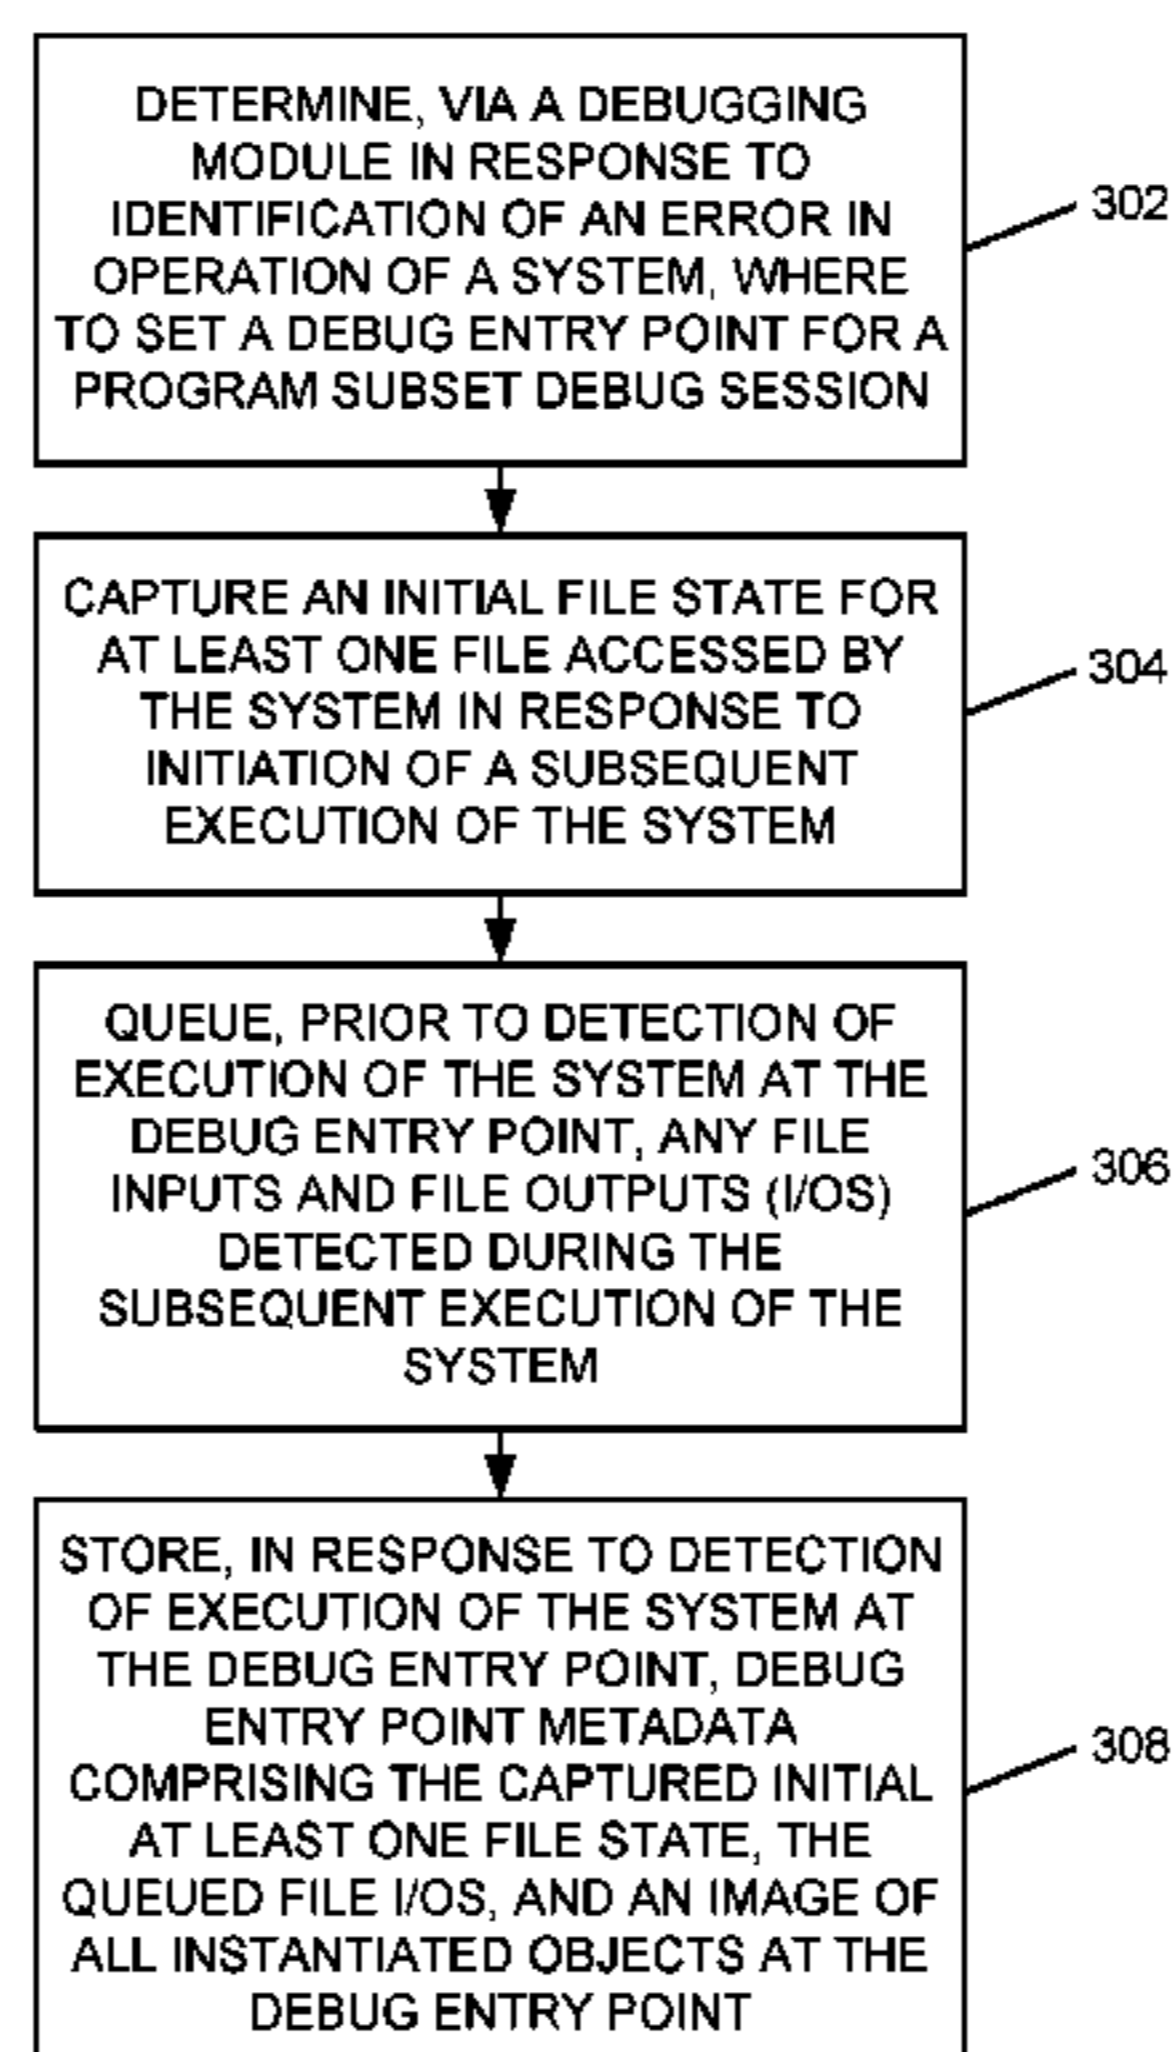 DETERMINE, VIA A DEBUGGING
MODULE IN RESPONSE TO
IDENTIFICATION OF AN ERROR IN
OPERATION OF A SYSTEM, WHERE
TO SET A DEBUG ENTRY POINT FOR A
PROGRAM SUBSET DEBUG SESSION
302
CAPTURE AN INITIAL FILE STATE FOR
AT LEAST ONE FILE ACCESSED BY
THE SYSTEM IN RESPONSE TO
INITIATION OF A SUBSEQUENT
EXECUTION OF THE SYSTEM
304
QUEUE, PRIOR TO DETECTION OF
EXECUTION OF THE SYSTEM AT THE
DEBUG ENTRY POINT, ANY FILE
INPUTS AND FILE OUTPUTS (I/OS)
DETECTED DURING THE
SUBSEQUENT EXECUTION OF THE
SYSTEM
306
STORE, IN RESPONSE TO DETECTION
OF EXECUTION OF THE SYSTEM AT
THE DEBUG ENTRY POINT, DEBUG
ENTRY POINT METADATA
COMPRISING THE CAPTURED INITIAL
AT LEAST ONE FILE STATE, THE
QUEUED FILE I/OS, AND AN IMAGE OF
ALL INSTANTIATED OBJECTS AT THE
DEBUG ENTRY POINT
308